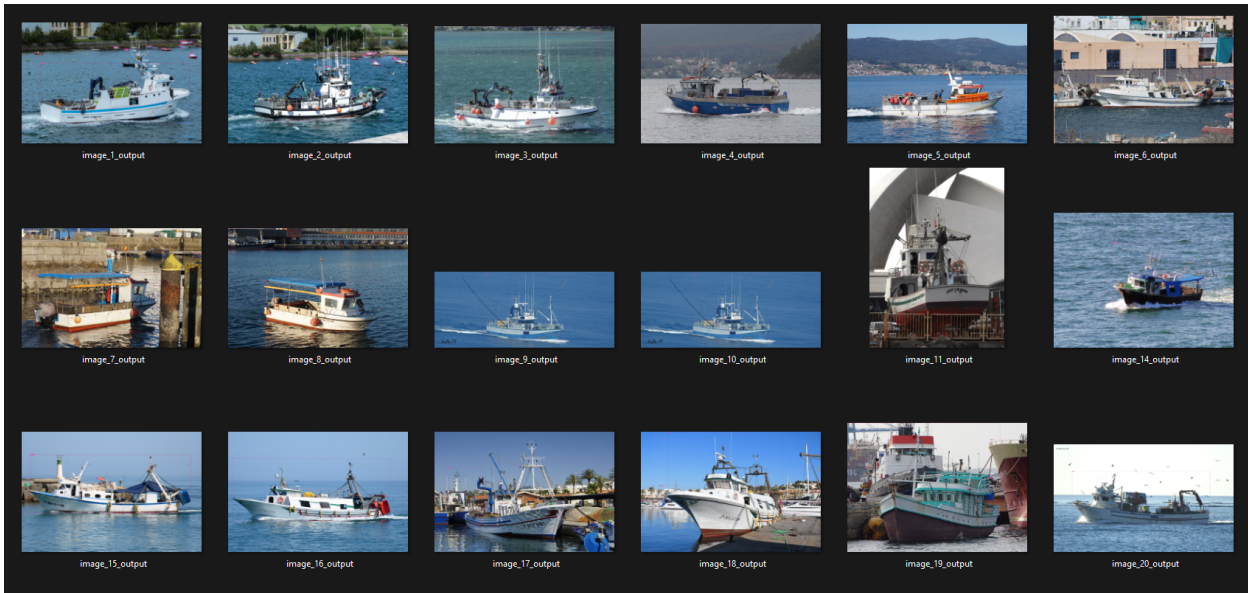 image_1_output
image_2_output
image_3_output
image_4_output
image_5_output
image_6_output
image_7_output
image_8_output
image_9_output
image_10_output
image_11_output
image_14_output
image_15_output
image_16_output
image_17_output
image_18_output
image_19_output
image_20_output